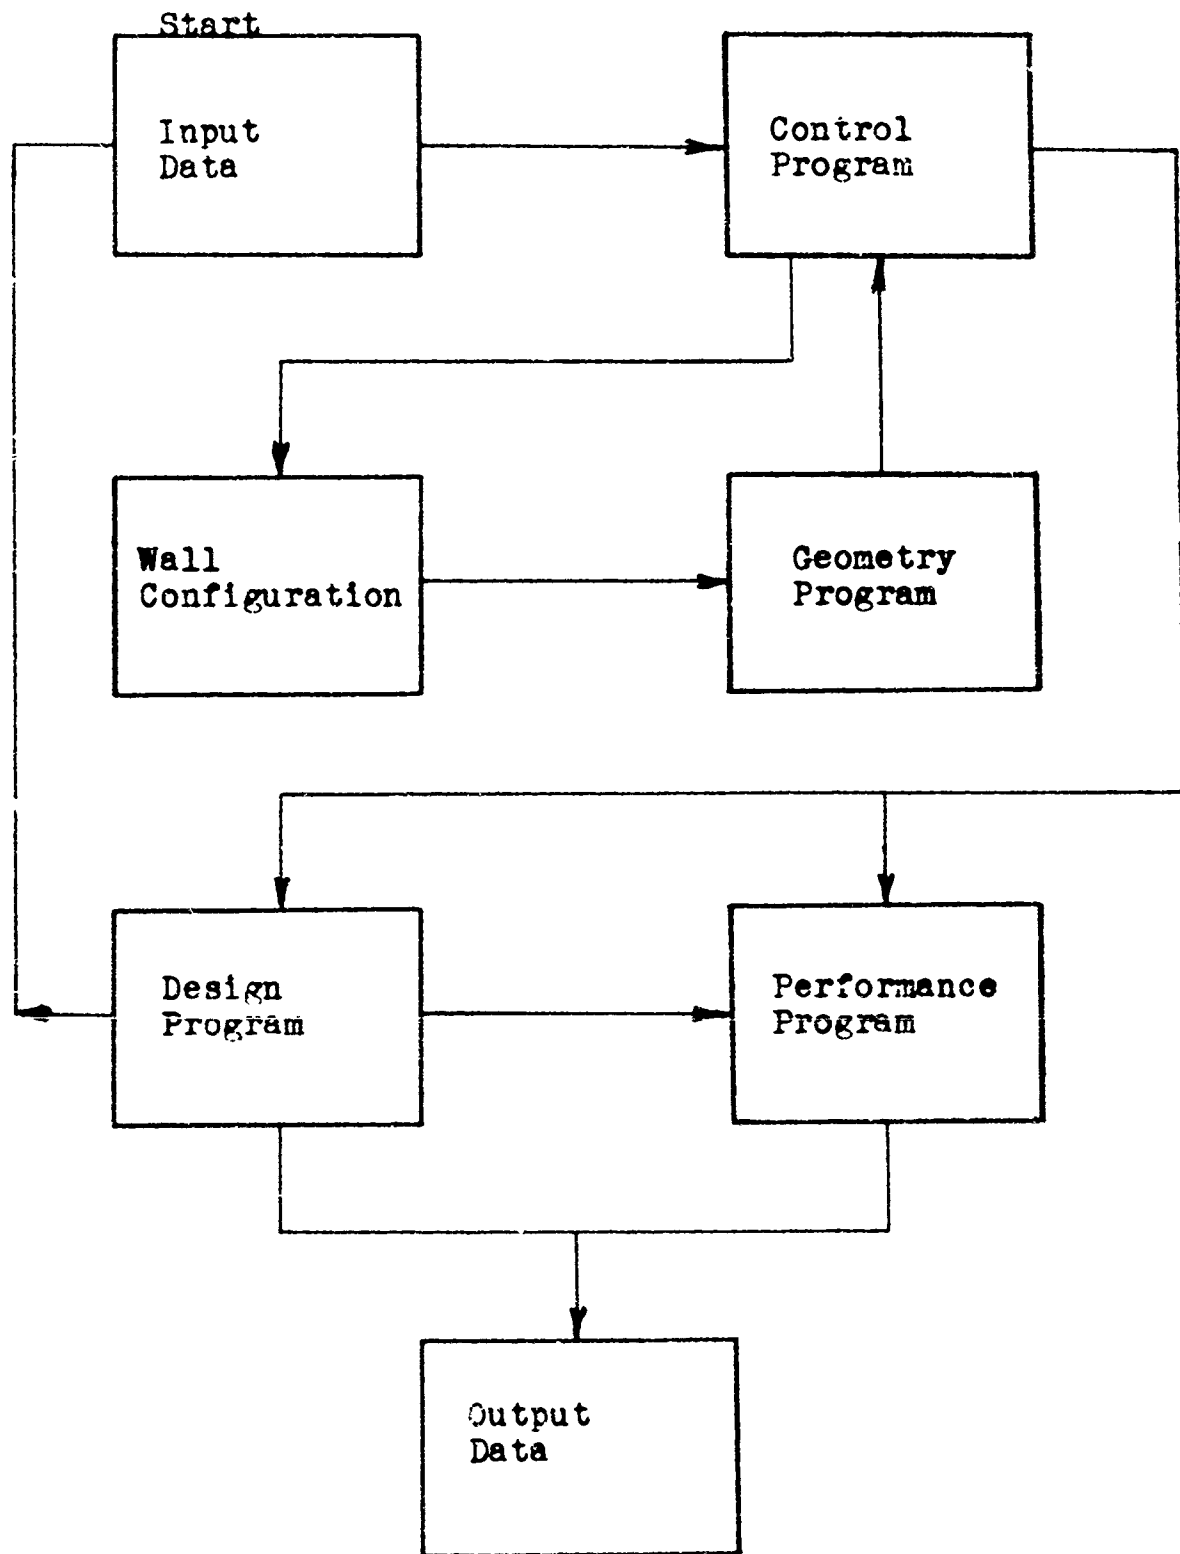 Start
Input
Data
Control
Program
Wall
Configuration
Geometry
Program
Design
Program
Performance
Program
Output
Data